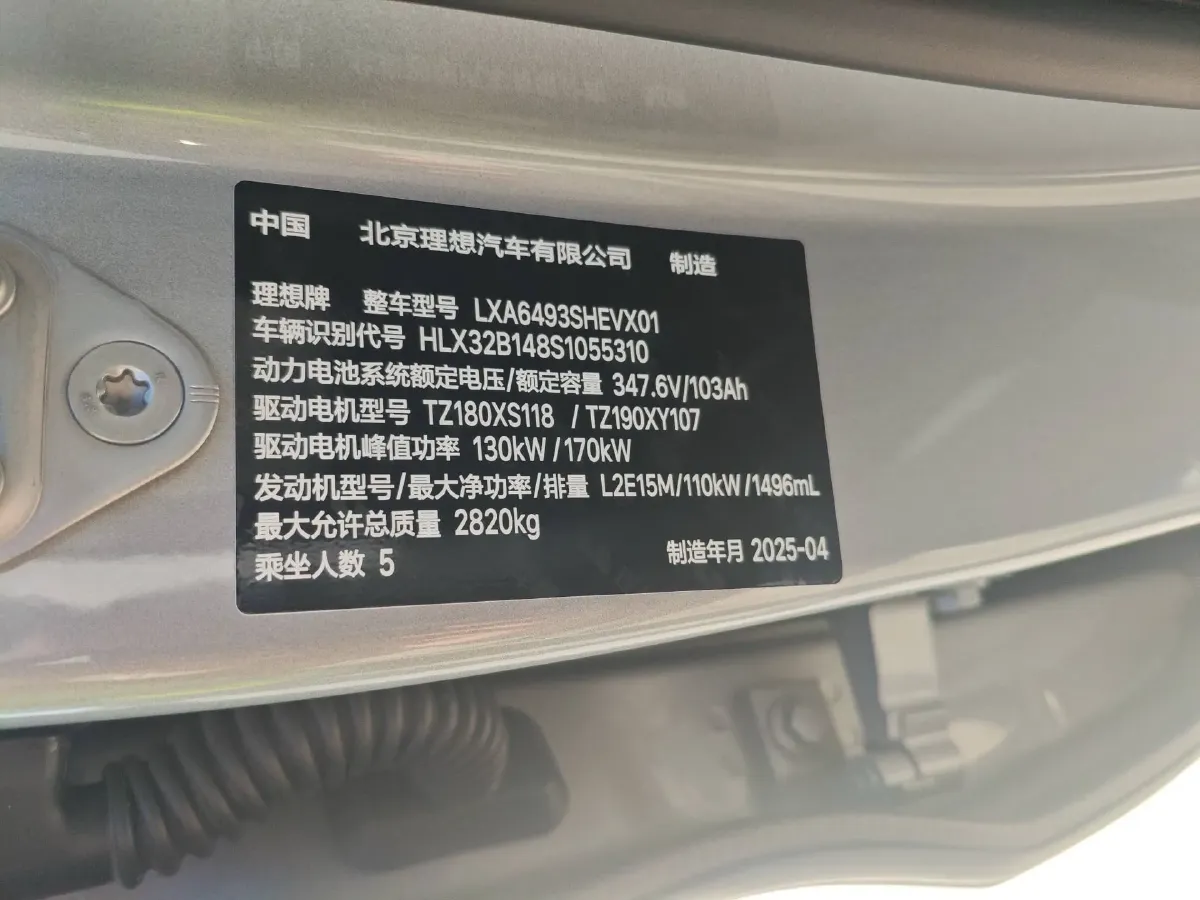 中国 北京理想汽车有限公司 制造
理想牌 整车型号 LXA6493SHEVX01
车辆识别代号 HLX32B148S1055310
动力电池系统额定电压/额定容量 347.6V/103Ah
驱动电机型号 TZ180XS118 /TZ190XY107
驱动电机峰值功率 130kW/170kW
发动机型号/最大净功率/排量 L2E15M/110kW/1496mL
最大允许总质量 2820kg
乘坐人数 5 制造年月 2025-04